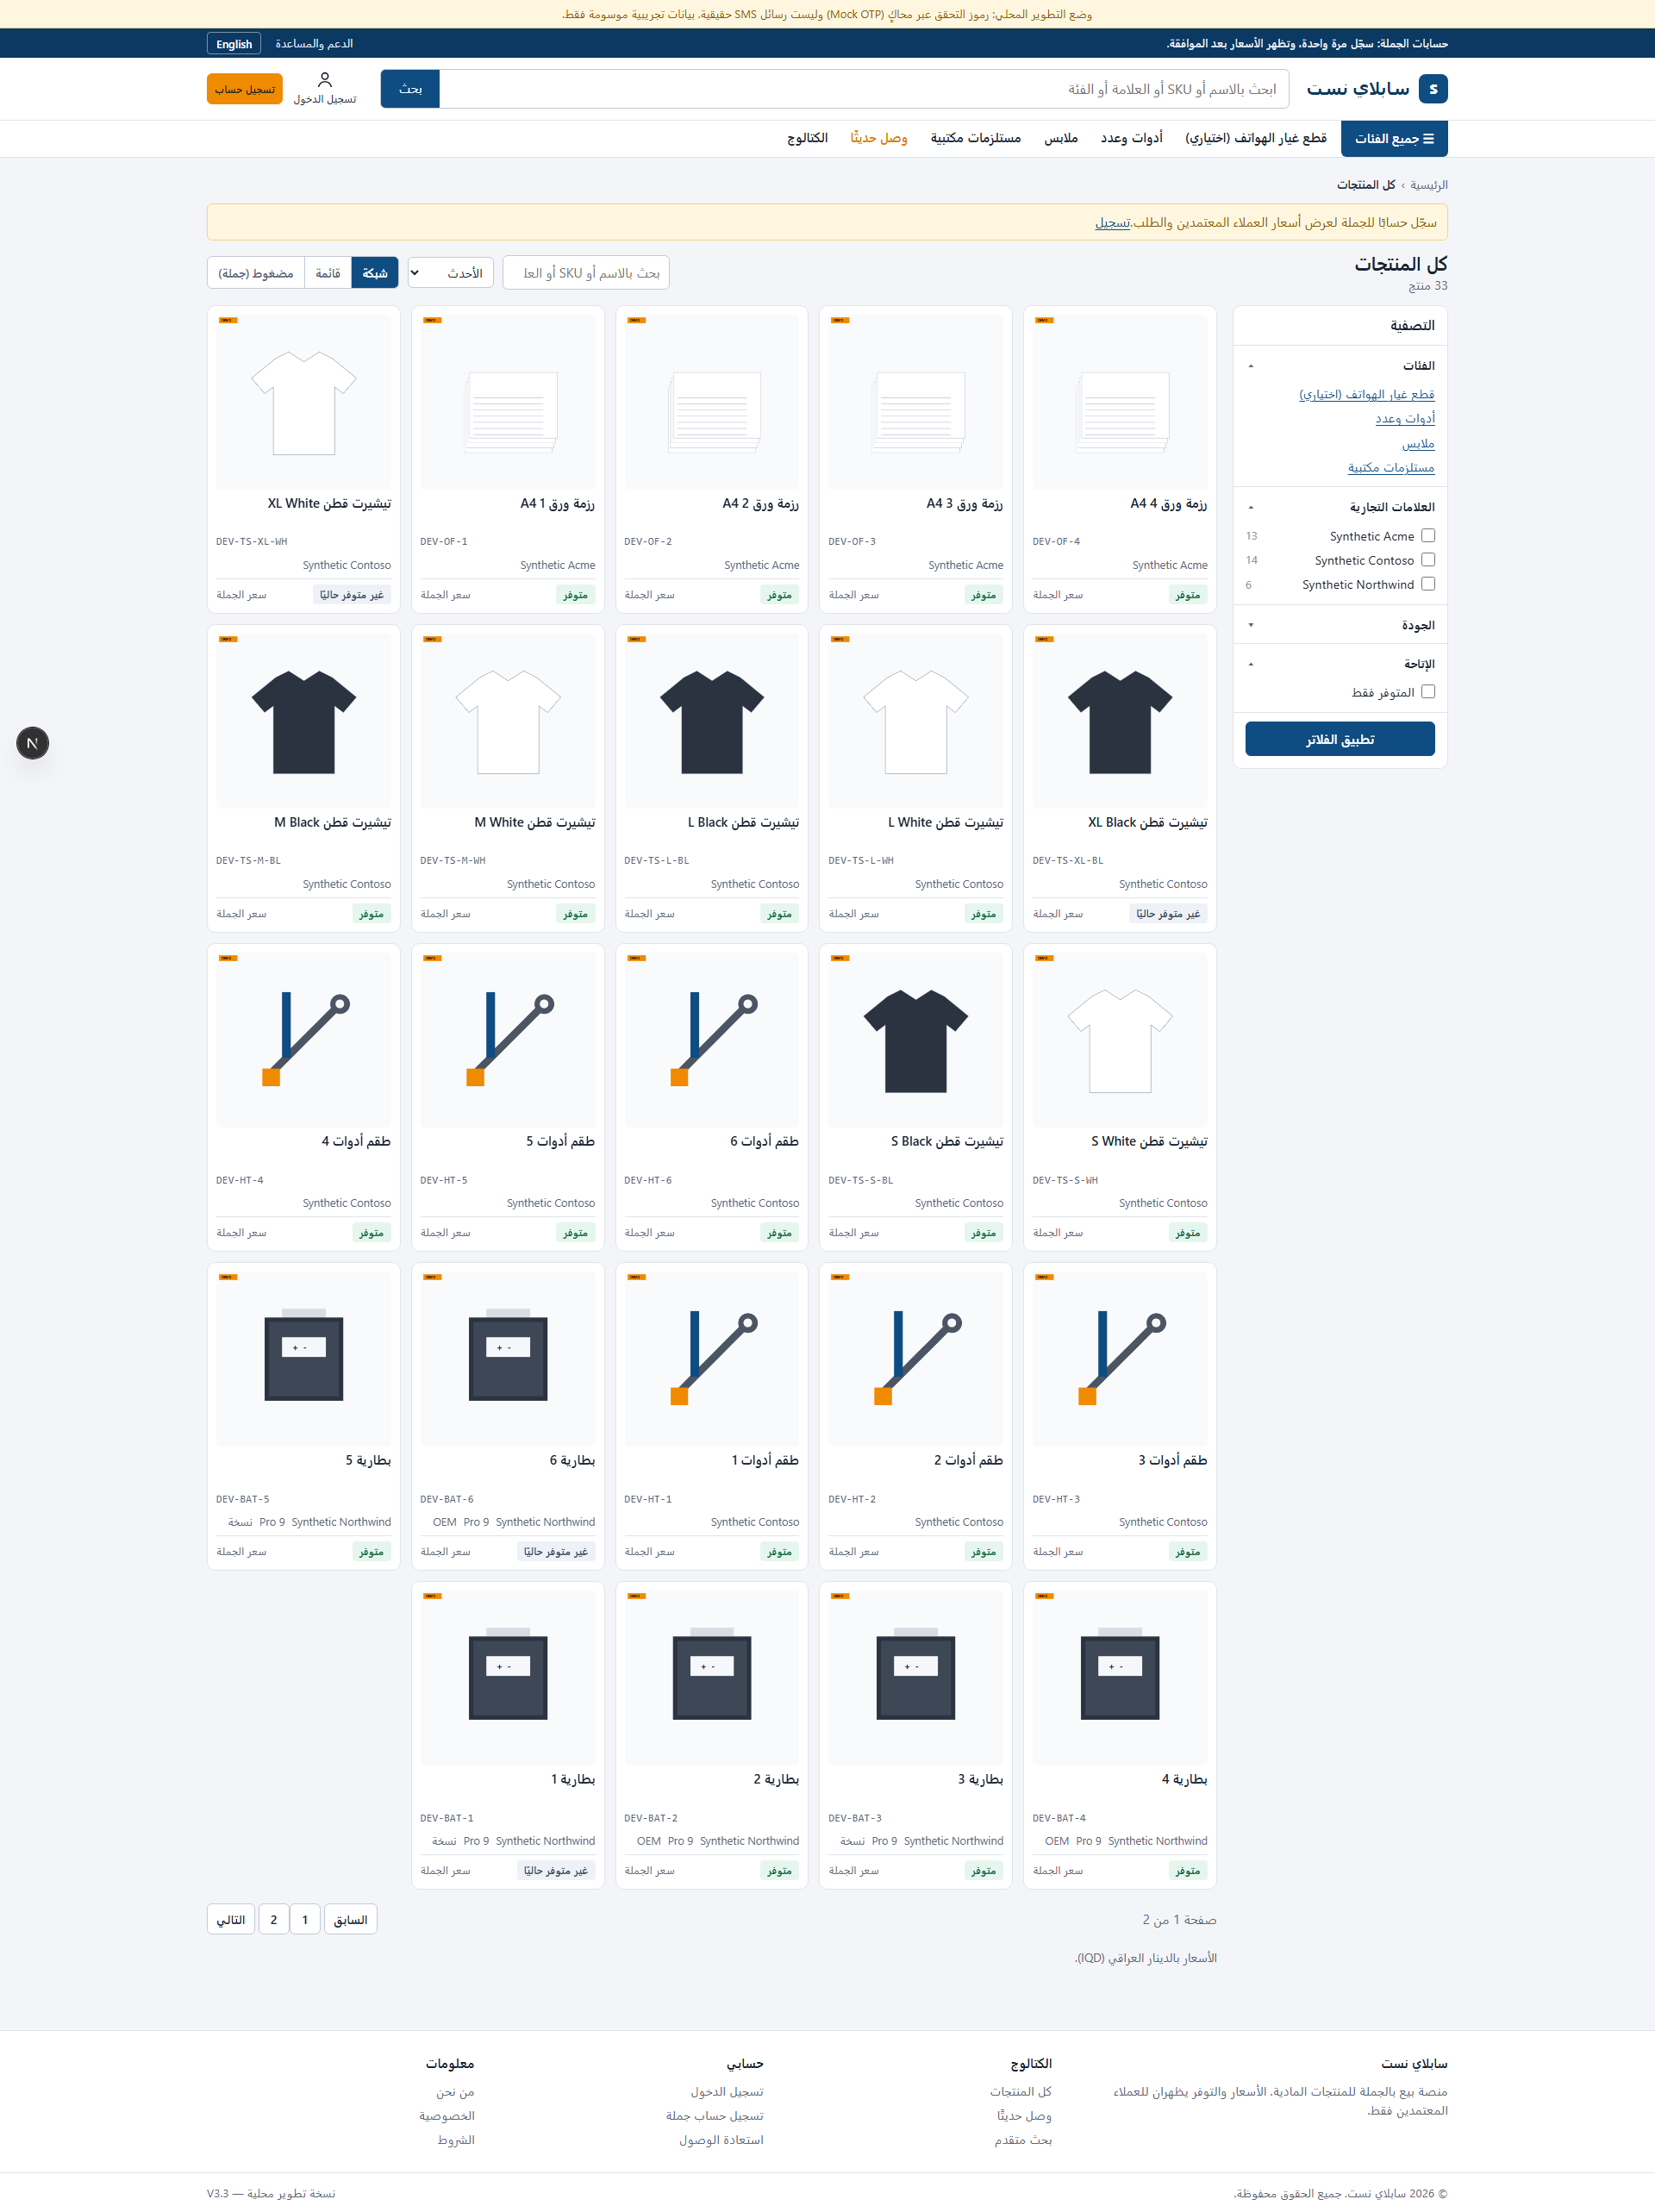 وضع التطوير المحلي: رموز التحقق عبر محاكٍ (Mock OTP) وليست رسائل SMS حقيقية. بيانات تجريبية موسومة فقط.
حسابات الجملة: سجّل مرة واحدة، وتظهر الأسعار بعد الموافقة.
الدعم والمساعدة
English
S
سابلاي نست
ابحث بالاسم أو SKU أو العلامة أو الفئة
بحث
تسجيل الدخول
تسجيل حساب
☰ جميع الفئات
قطع غيار الهواتف (اختياري)
أدوات وعدد
ملابس
مستلزمات مكتبية
وصل حديثًا
الكتالوج
الرئيسية › كل المنتجات
سجّل حسابًا للجملة لعرض أسعار العملاء المعتمدين والطلب.تسجيل
كل المنتجات
33 منتج
بحث بالاسم أو SKU أو العلا
الأحدث
شبكة
قائمة
مضغوط (جملة)
التصفية
الفئات
قطع غيار الهواتف (اختياري)
أدوات وعدد
ملابس
مستلزمات مكتبية
العلامات التجارية
Synthetic Acme 13
Synthetic Contoso 14
Synthetic Northwind 6
الجودة
الإتاحة
المتوفر فقط
تطبيق الفلاتر
رزمة ورق A4 4
DEV-OF-4
Synthetic Acme
متوفر سعر الجملة
رزمة ورق A4 3
DEV-OF-3
Synthetic Acme
متوفر سعر الجملة
رزمة ورق A4 2
DEV-OF-2
Synthetic Acme
متوفر سعر الجملة
رزمة ورق A4 1
DEV-OF-1
Synthetic Acme
متوفر سعر الجملة
تيشيرت قطن XL White
DEV-TS-XL-WH
Synthetic Contoso
غير متوفر حاليًا سعر الجملة
تيشيرت قطن XL Black
DEV-TS-XL-BL
Synthetic Contoso
غير متوفر حاليًا سعر الجملة
تيشيرت قطن L White
DEV-TS-L-WH
Synthetic Contoso
متوفر سعر الجملة
تيشيرت قطن L Black
DEV-TS-L-BL
Synthetic Contoso
متوفر سعر الجملة
تيشيرت قطن M White
DEV-TS-M-WH
Synthetic Contoso
متوفر سعر الجملة
تيشيرت قطن M Black
DEV-TS-M-BL
Synthetic Contoso
متوفر سعر الجملة
تيشيرت قطن S White
DEV-TS-S-WH
Synthetic Contoso
متوفر سعر الجملة
تيشيرت قطن S Black
DEV-TS-S-BL
Synthetic Contoso
متوفر سعر الجملة
طقم أدوات 6
DEV-HT-6
Synthetic Contoso
متوفر سعر الجملة
طقم أدوات 5
DEV-HT-5
Synthetic Contoso
متوفر سعر الجملة
طقم أدوات 4
DEV-HT-4
Synthetic Contoso
متوفر سعر الجملة
طقم أدوات 3
DEV-HT-3
Synthetic Contoso
متوفر سعر الجملة
طقم أدوات 2
DEV-HT-2
Synthetic Contoso
متوفر سعر الجملة
طقم أدوات 1
DEV-HT-1
Synthetic Contoso
متوفر سعر الجملة
+ -
بطارية 6
DEV-BAT-6
Synthetic Northwind Pro 9 OEM
غير متوفر حاليًا سعر الجملة
+ -
بطارية 5
DEV-BAT-5
Synthetic Northwind Pro 9 نسخة
متوفر سعر الجملة
+ -
بطارية 4
DEV-BAT-4
Synthetic Northwind Pro 9 OEM
متوفر سعر الجملة
+ -
بطارية 3
DEV-BAT-3
Synthetic Northwind Pro 9 نسخة
متوفر سعر الجملة
+ -
بطارية 2
DEV-BAT-2
Synthetic Northwind Pro 9 OEM
متوفر سعر الجملة
+ -
بطارية 1
DEV-BAT-1
Synthetic Northwind Pro 9 نسخة
غير متوفر حاليًا سعر الجملة
صفحة 1 من 2
السابق 1 2 التالي
الأسعار بالدينار العراقي (IQD).
سابلاي نست
منصة بيع بالجملة للمنتجات المادية. الأسعار والتوفر يظهران للعملاء
المعتمدين فقط.
الكتالوج
كل المنتجات
وصل حديثًا
بحث متقدم
حسابي
تسجيل الدخول
تسجيل حساب جملة
استعادة الوصول
معلومات
من نحن
الخصوصية
الشروط
© 2026 سابلاي نست. جميع الحقوق محفوظة.
نسخة تطوير محلية — V3.3
N